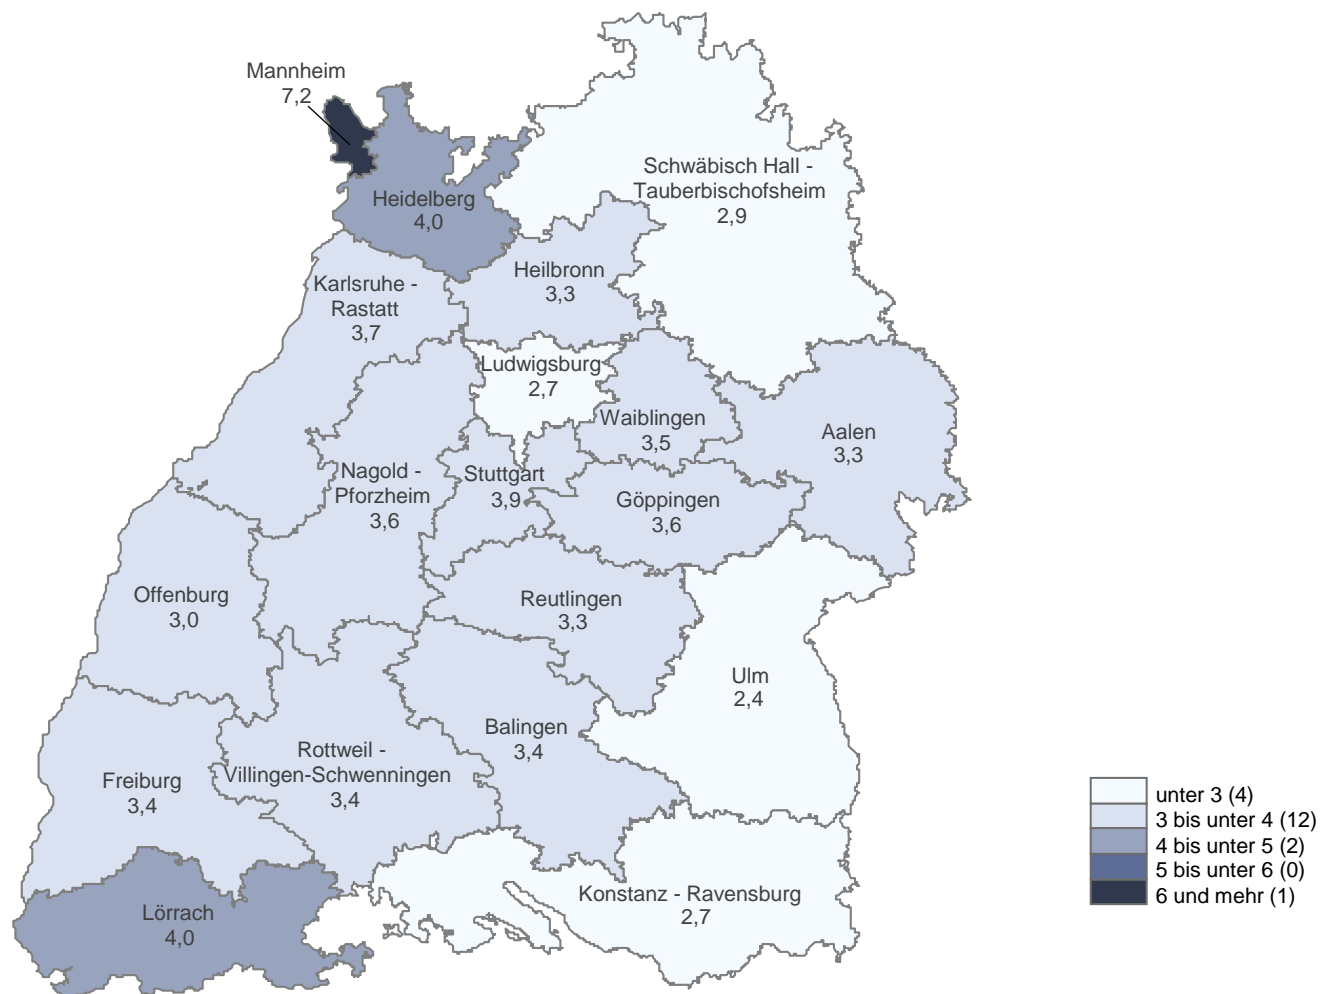 Mannheim
7,2
Schwäbisch Hall -
Tauberbischofsheim
2,9
Heidelberg
4,0
Heilbronn
3,3
Karlsruhe -
Rastatt
3,7
Ludwigsburg
2,7
Waiblingen
3,5
Aalen
3,3
Nagold -
Pforzheim
3,6
Stuttgart
3,9
Göppingen
3,6
Offenburg
3,0
Reutlingen
3,3
Ulm
2,4
Balingen
3,4
Rottweil -
Villingen-Schwenningen
3,4
Freiburg
3,4
Konstanz - Ravensburg
2,7
Lörrach
4,0
unter 3 (4)
3 bis unter 4 (12)
4 bis unter 5 (2)
5 bis unter 6 (0)
6 und mehr (1)